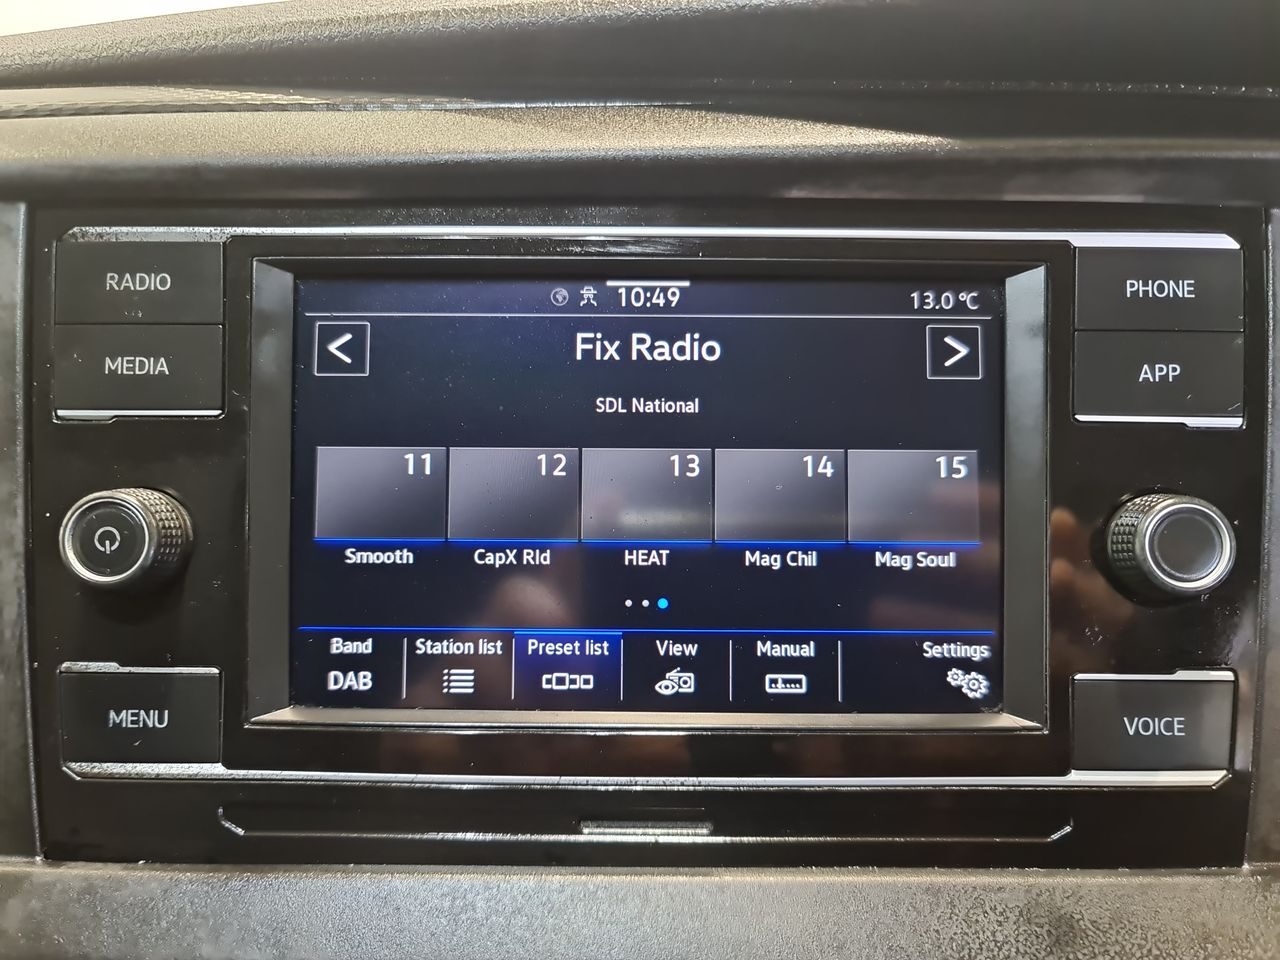 RADIO
MEDIA
MENU
10:49
13.0 °C
<
Fix Radio
>
SDL National
11 12 13 14 15
Smooth CapX Rld HEAT Mag Chil Mag Soul
Band Station list Preset list View Manual Settings
DAB
PHONE
APP
VOICE